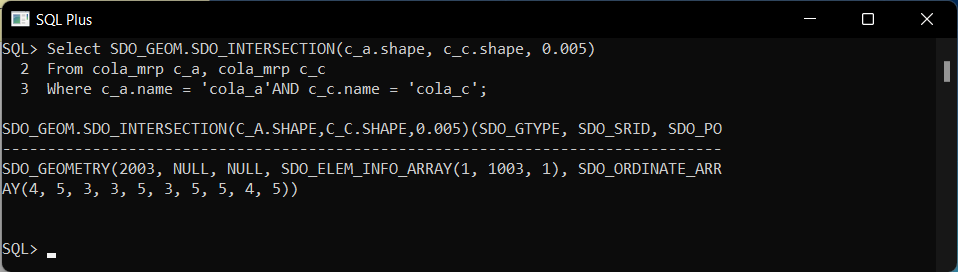 SQL Plus
SQL> Select SDO_GEOM.SDO_INTERSECTION(c_a.shape, c_c.shape, 0.005)
2 From cola_mrp c_a, cola_mrp c_c
3 Where c_a.name = 'cola_a'AND c_c.name = 'cola_c';
SDO_GEOM.SDO_INTERSECTION(C_A.SHAPE,C_C.SHAPE,0.005)(SDO_GTYPE, SDO_SRID, SDO_PO
--------------------------------------------------------------------------------
SDO_GEOMETRY(2003, NULL, NULL, SDO_ELEM_INFO_ARRAY(1, 1003, 1), SDO_ORDINATE_ARR
AY(4, 5, 3, 3, 5, 3, 5, 5, 4, 5))
SQL>